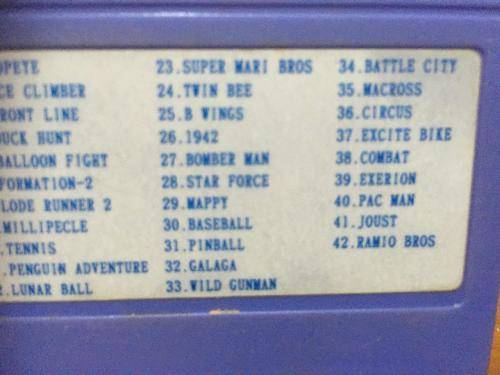 OPEYE
CE CLIMBER
RONT LINE
DUCK HUNT
BALLOON FIGHT
FORMATION-2
LODE RUNNER 2
.MILLIPECLE
.TENNIS
.PENGUIN ADVENTURE
.LUNAR BALL
23.SUPER MARI BROS
24.TWIN BEE
25.B WINGS
26.1942
27.BOMBER MAN
28.STAR FORCE
29.MAPPY
30.BASEBALL
31.PINBALL
32.GALAGA
33.WILD GUNMAN
34.BATTLE CITY
35.MACROSS
36.CIRCUS
37.EXCITE BIKE
38.COMBAT
39.EXERION
40.PAC MAN
41.JOUST
42.RAMIO BROS